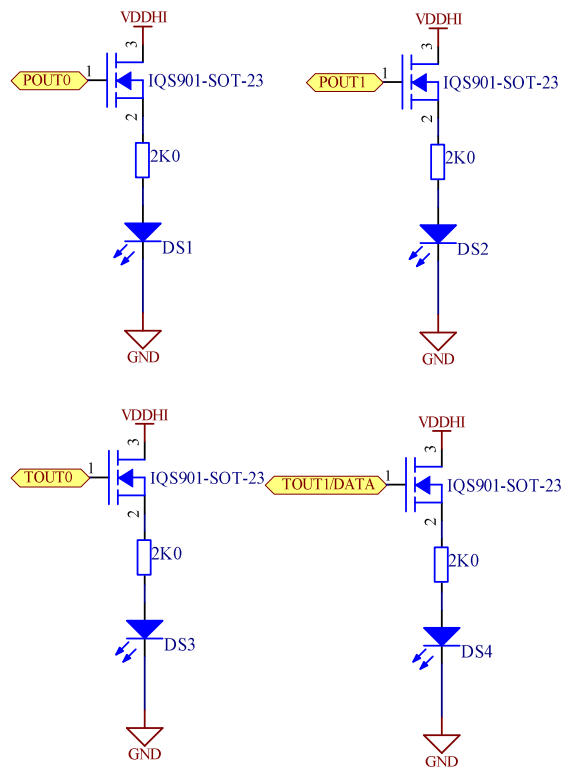 VDDHI
3
POUT0
1
IQS901-SOT-23
2
2K0
DS1
GND
VDDHI
3
POUT1
1
IQS901-SOT-23
2
2K0
DS2
GND
VDDHI
3
TOUT0
1
IQS901-SOT-23
2
2K0
DS3
GND
VDDHI
3
TOUT1/DATA
1
IQS901-SOT-23
2
2K0
DS4
GND